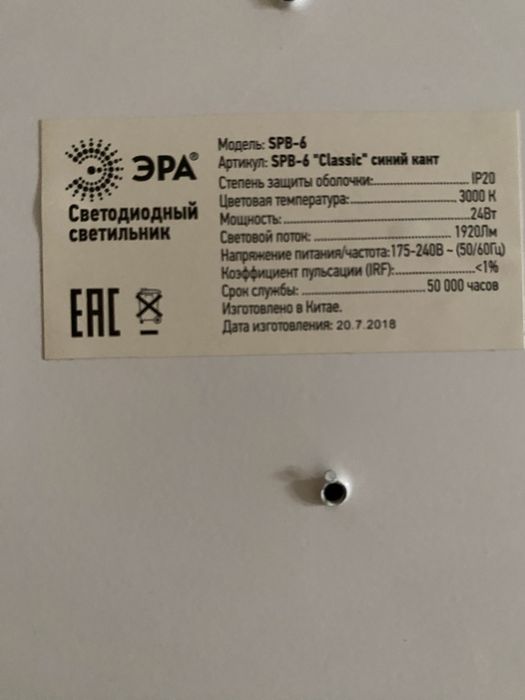 ЭРА®
Светодиодный
светильник
EAC
Модель: SPB-6
Артикул: SPB-6 "Classic" синий кант
Степень защиты оболочки:........................IP20
Цветовая температура:........................3000 К
Мощность:........................24Вт
Световой поток:........................1920Лм
Напряжение питания/частота:175-240В ~ (50/60Гц)
Коэффициент пульсации (IRF):........................<1%
Срок службы:........................50 000 часов
Изготовлено в Китае.
Дата изготовления: 20.7.2018